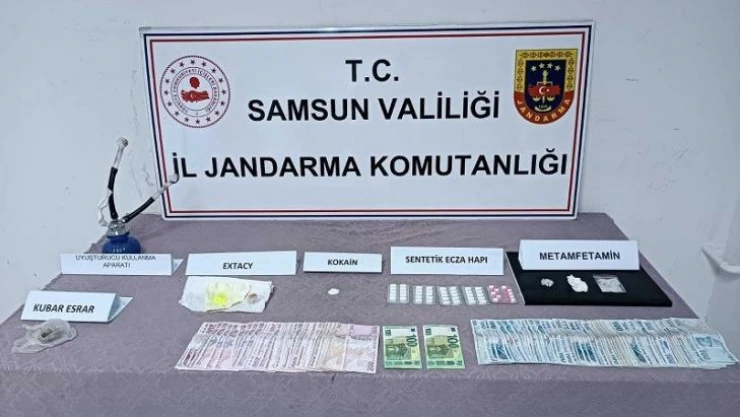 T.C.
SAMSUN VALİLİĞİ
İL JANDARMA KOMUTANLIĞI
JANDARMA
UYUŞTURUCU KULLANMA
APARATI
EXTACY
KOKAİN
SENTETİK ECZA HAPI
METAMFETAMİN
KUBAR ESRAR
100
100